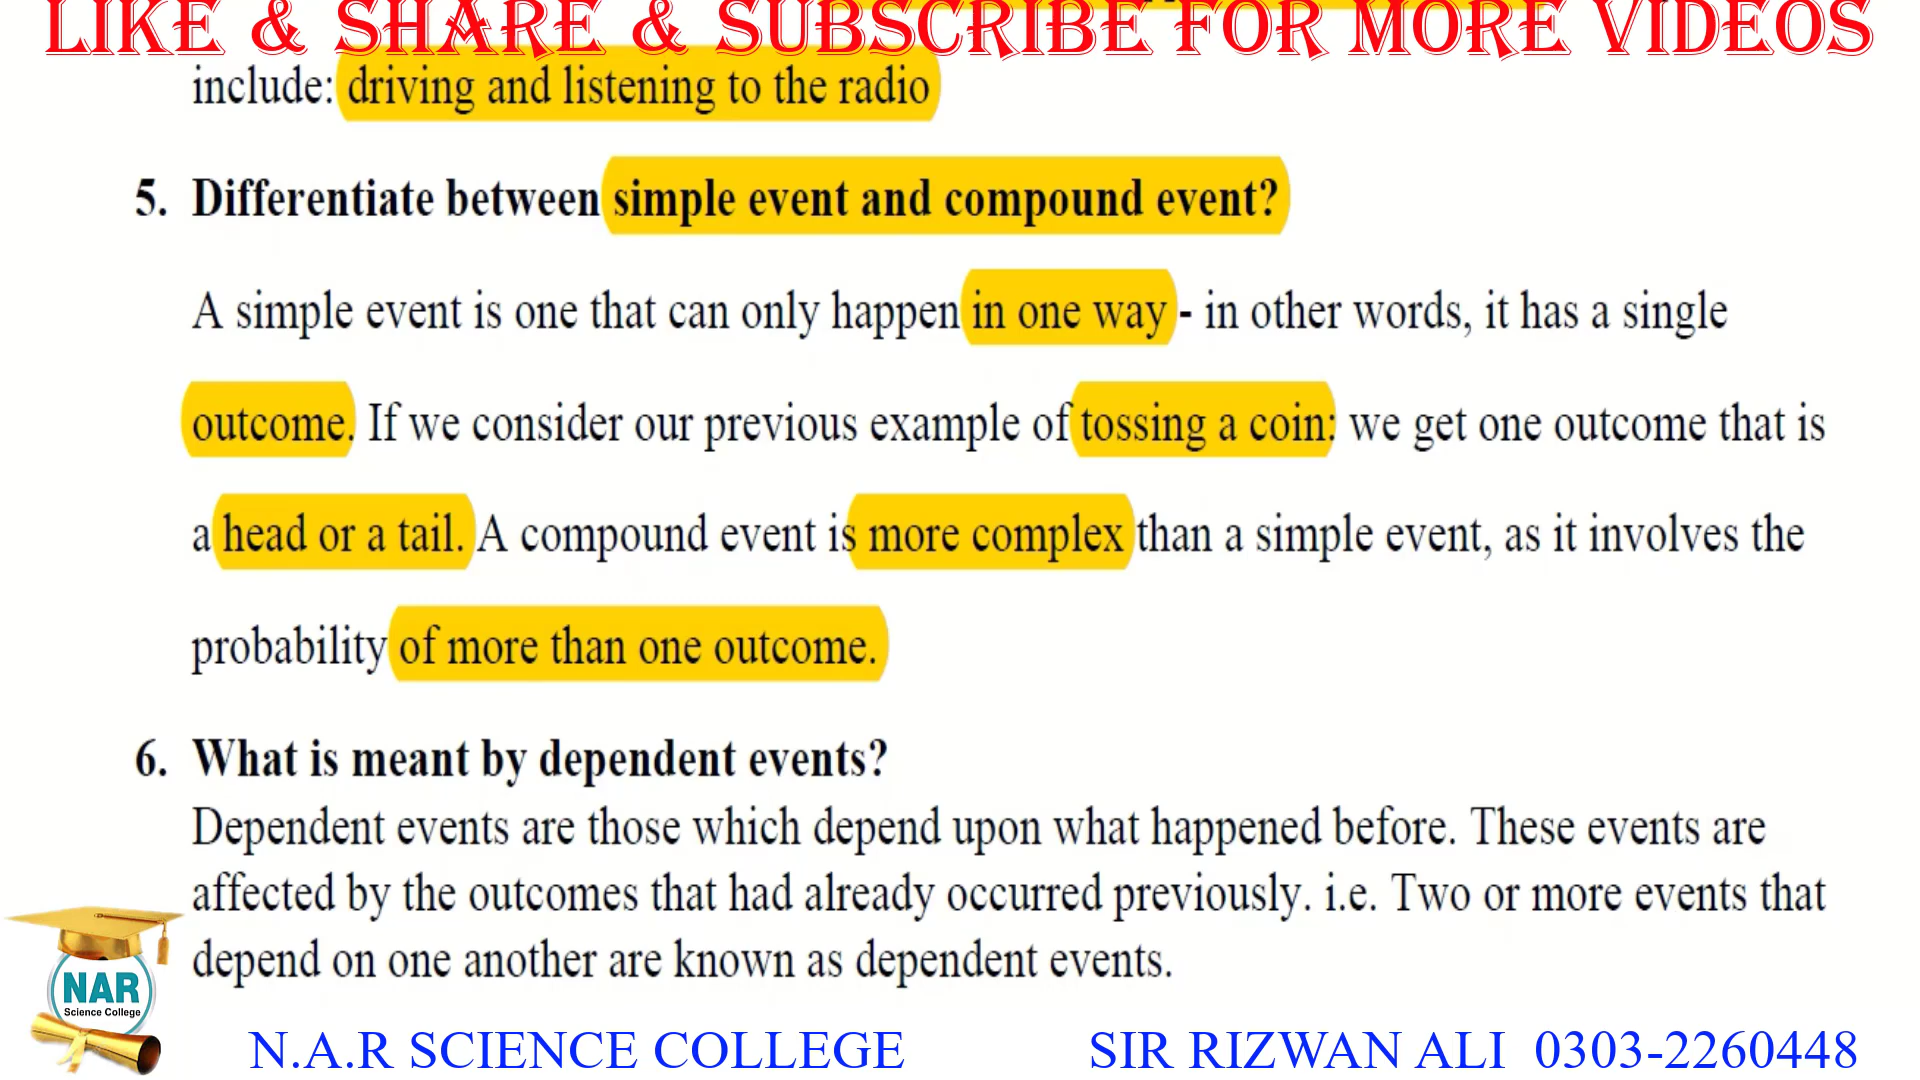 LIKE & SHARE & SUBSCRIBE FOR MORE VIDEOS
include: driving and listening to the radio
5. Differentiate between simple event and compound event?
A simple event is one that can only happen in one way - in other words, it has a single
outcome. If we consider our previous example of tossing a coin: we get one outcome that is
a head or a tail. A compound event is more complex than a simple event, as it involves the
probability of more than one outcome.
6. What is meant by dependent events?
Dependent events are those which depend upon what happened before. These events are
affected by the outcomes that had already occurred previously. i.e. Two or more events that
depend on one another are known as dependent events.
NAR
Science College
N.A.R SCIENCE COLLEGE SIR RIZWAN ALI 0303-2260448